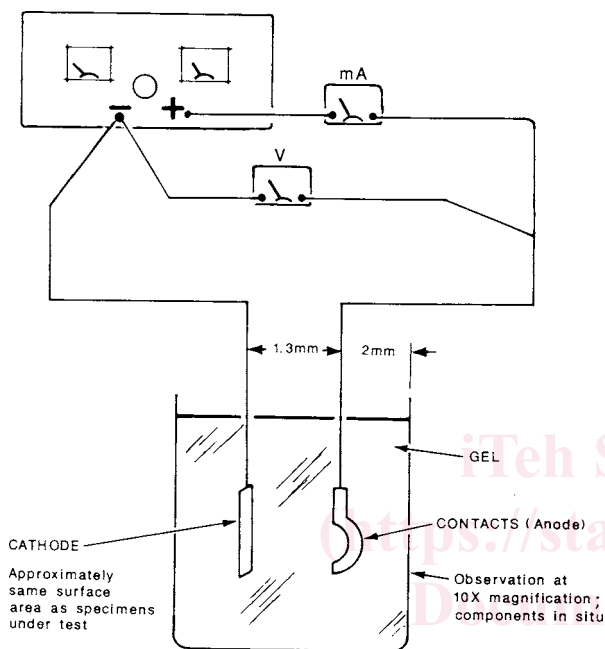 − +
mA
V
1.3mm
2mm
GEL
CONTACTS (Anode)
CATHODE
Approximately
same surface
area as specimens
under test
Observation at
10X magnification;
components in situ
iTeh S
(https://sta
Docum